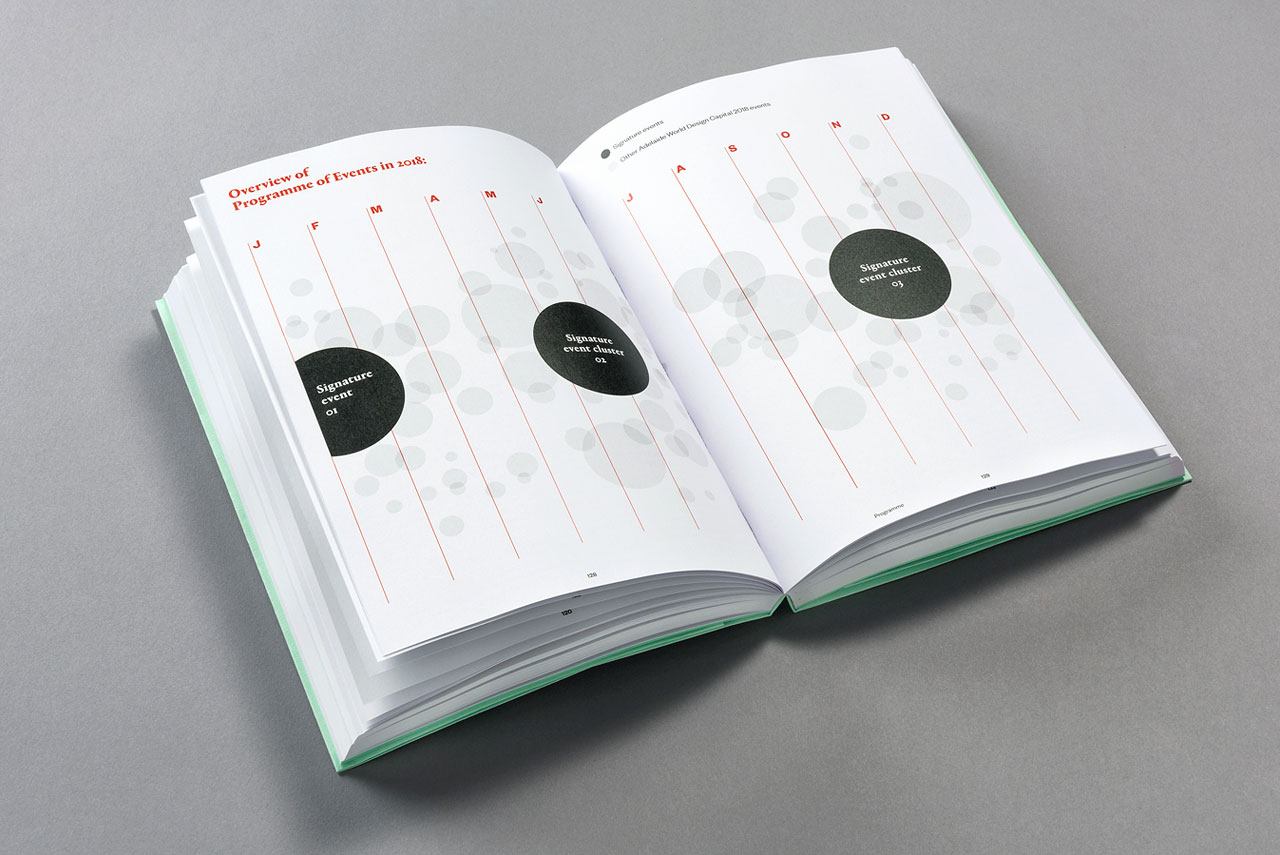 Overview of
Programme of Events in 2018:
J F M A M J
Signature
event
01
Signature
event cluster
02
128
120
Signature events
Other Adelaide World Design Capital 2018 events
J A S O N D
Signature
event cluster
03
Programme
129